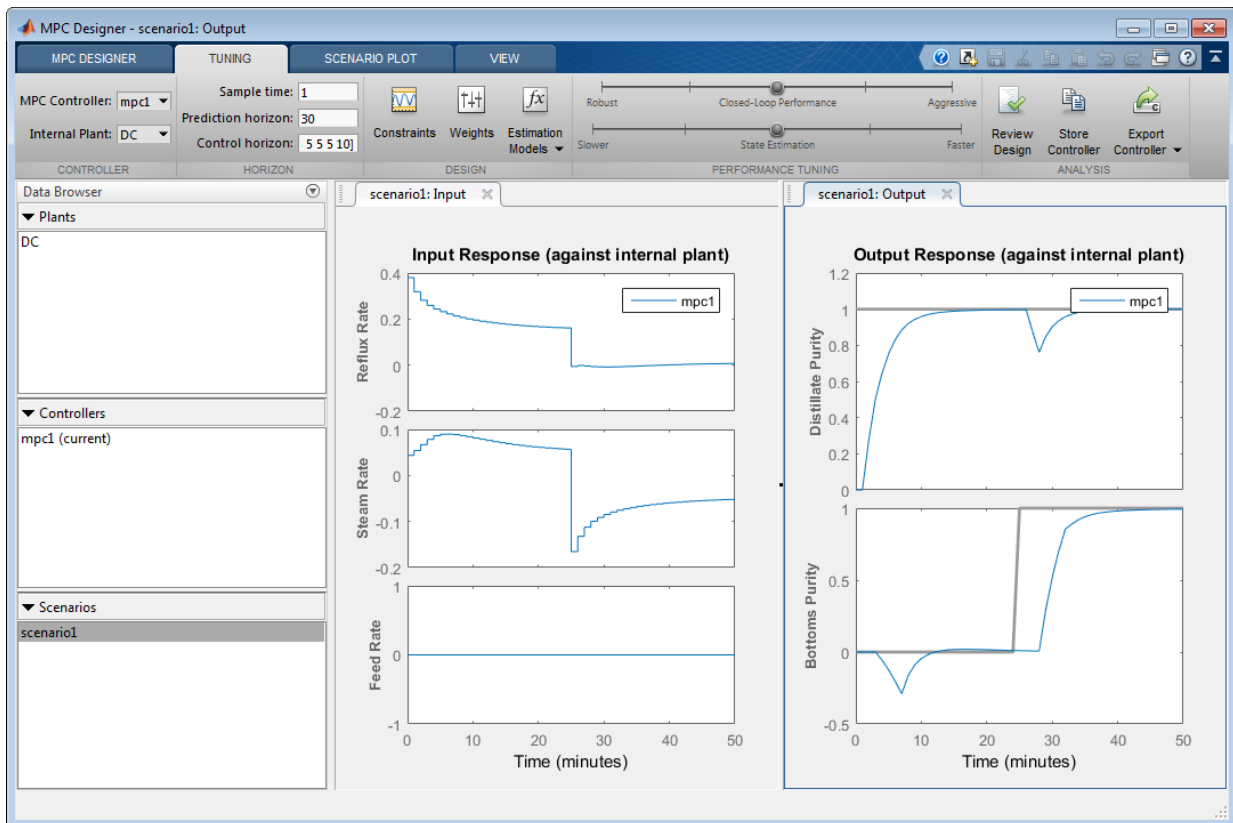 MPC Designer - scenario1: Output
MPC DESIGNER TUNING SCENARIO PLOT VIEW
MPC Controller: mpc1
Internal Plant: DC
CONTROLLER
Sample time: 1
Prediction horizon: 30
Control horizon: 5 5 5 10]
HORIZON
Constraints
Weights
Estimation
Models
DESIGN
Robust Closed-Loop Performance Aggressive
Slower State Estimation Faster
PERFORMANCE TUNING
Review
Design
Store
Controller
Export
Controller
ANALYSIS
Data Browser
Plants
DC
Controllers
mpc1 (current)
Scenarios
scenario1
scenario1: Input
Input Response (against internal plant)
mpc1
Reflux Rate
0.4
0.2
0
-0.2
Steam Rate
0.1
0
-0.1
-0.2
Feed Rate
1
0
-1
0 10 20 30 40 50
Time (minutes)
scenario1: Output
Output Response (against internal plant)
mpc1
Distillate Purity
1.2
1
0.8
0.6
0.4
0.2
0
Bottoms Purity
1
0.5
0
-0.5
0 10 20 30 40 50
Time (minutes)